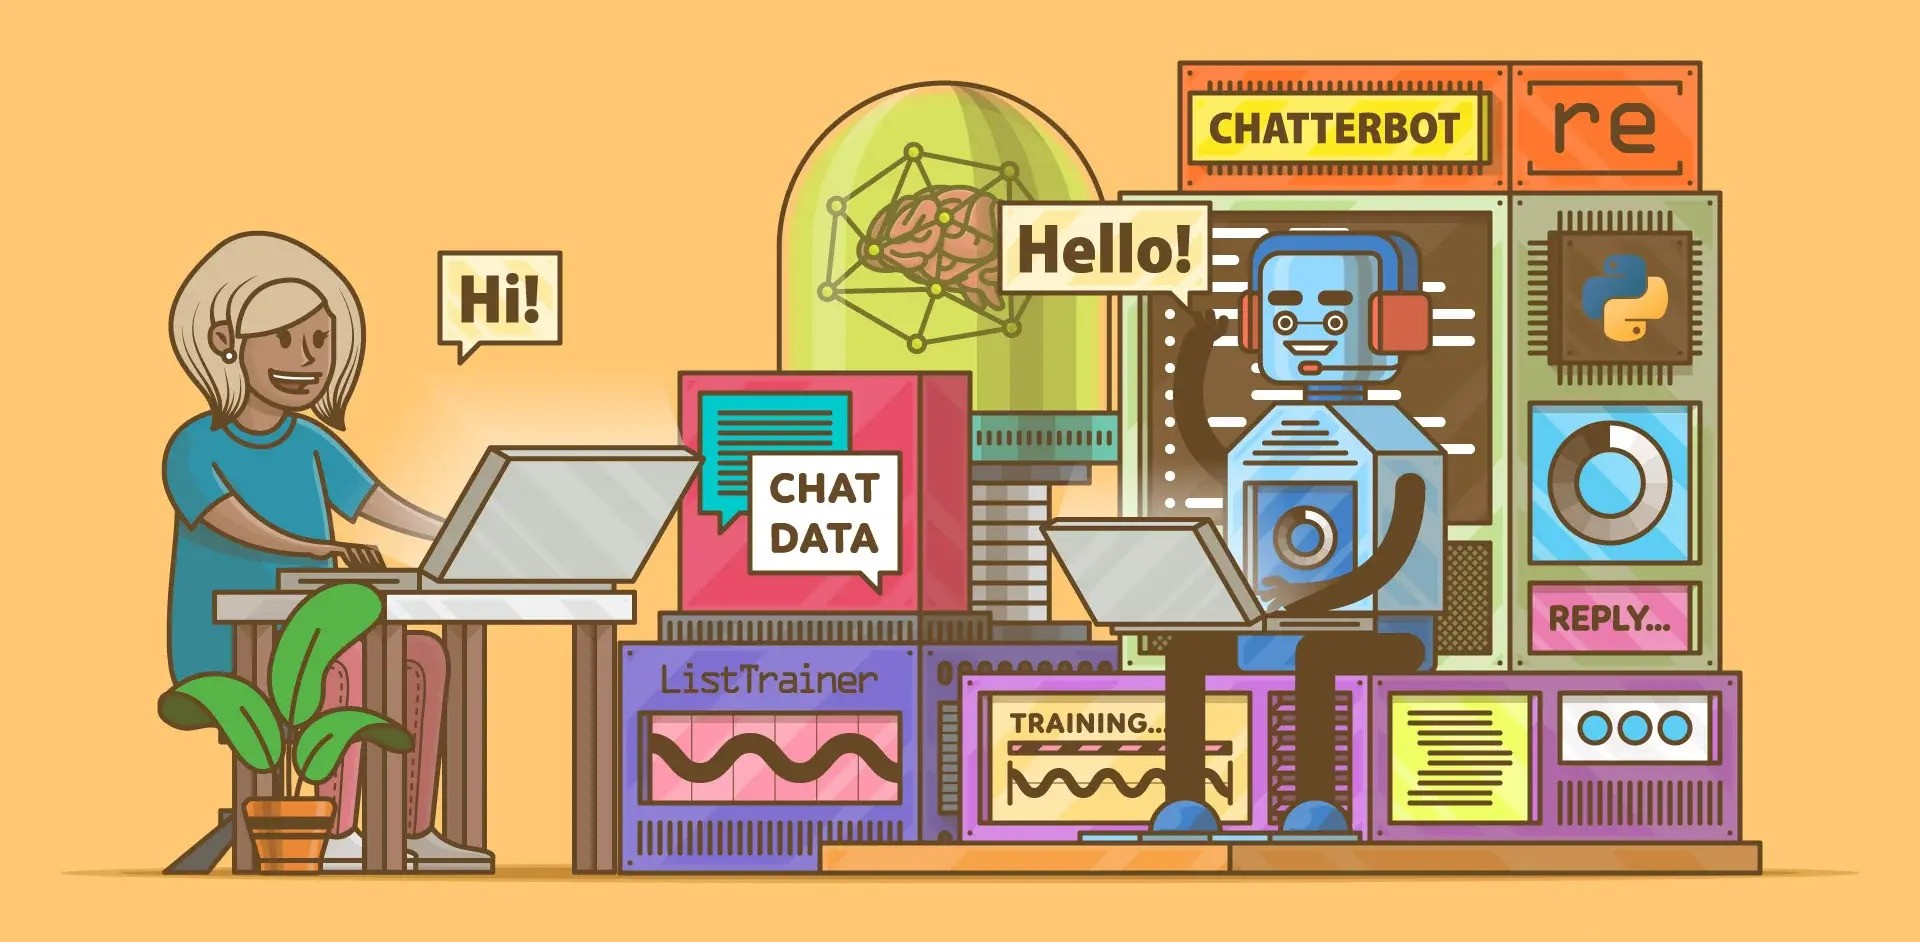 CHATTERBOT
re
Hi!
Hello!
CHAT
DATA
REPLY...
ListTrainer
TRAINING...